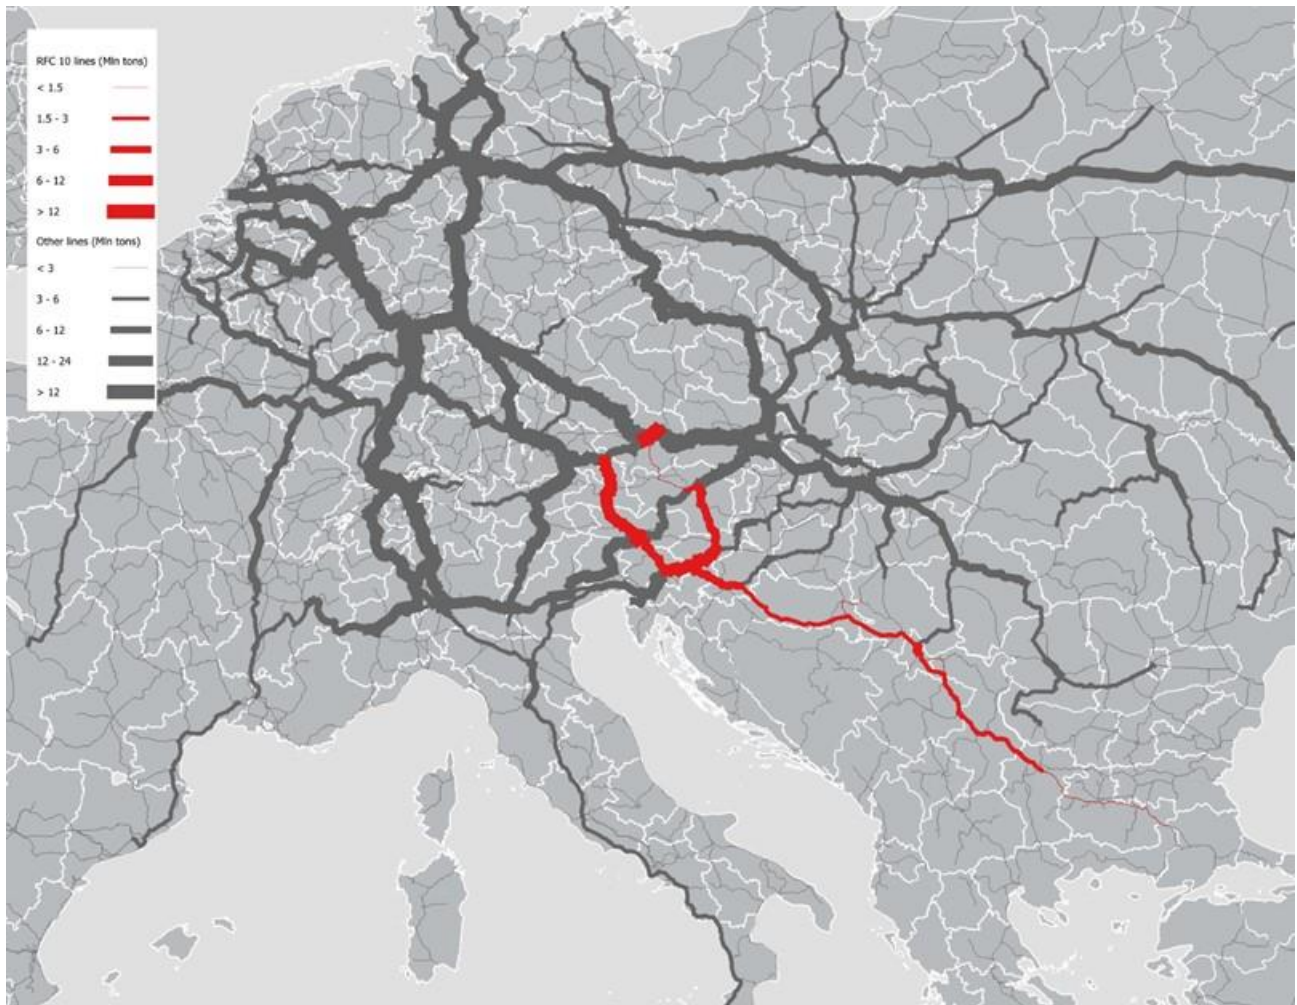 RFC 10 lines (Mln tons)
< 1.5
1.5 - 3
3 - 6
6 - 12
> 12
Other lines (Mln tons)
< 3
3 - 6
6 - 12
12 - 24
> 12